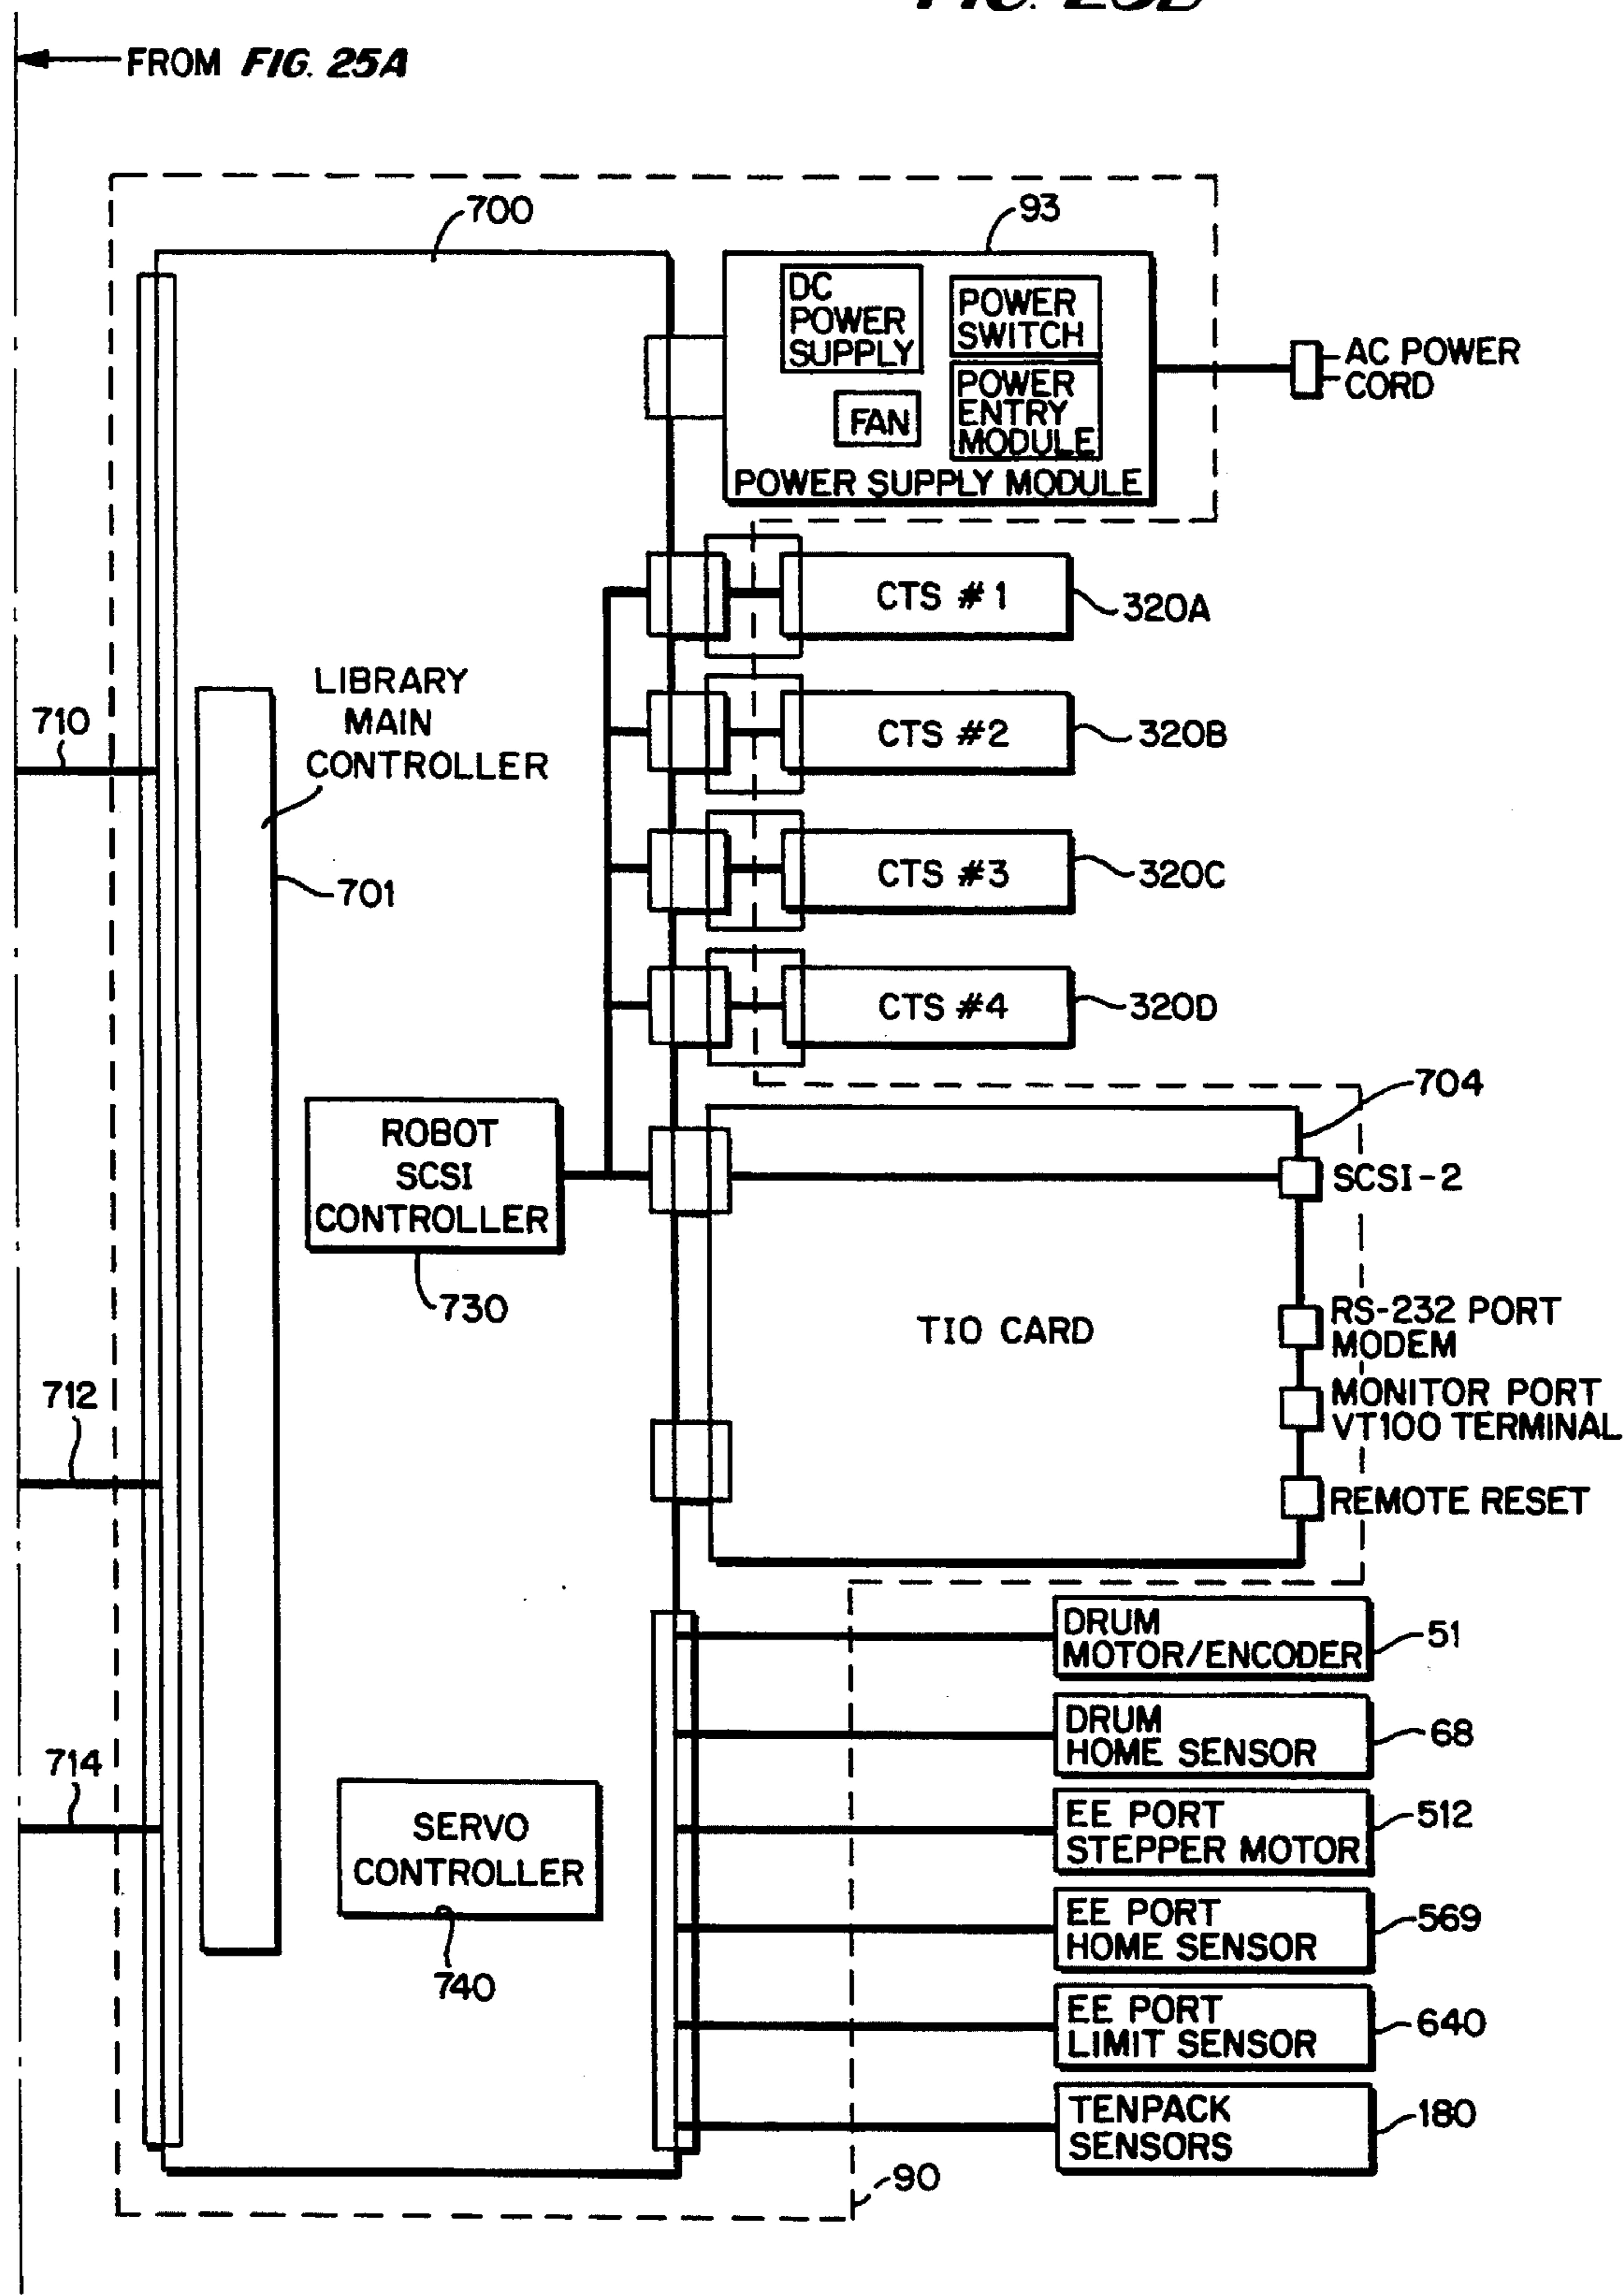 FROM FIG. 25A
700
93
DC
POWER
SUPPLY
POWER
SWITCH
FAN
POWER
ENTRY
MODULE
POWER SUPPLY MODULE
AC POWER
CORD
CTS #1
320A
CTS #2
320B
CTS #3
320C
CTS #4
320D
LIBRARY
MAIN
CONTROLLER
701
710
712
714
ROBOT
SCSI
CONTROLLER
730
704
SCSI-2
TIO CARD
RS-232 PORT
MODEM
MONITOR PORT
VT100 TERMINAL
REMOTE RESET
SERVO
CONTROLLER
740
DRUM
MOTOR/ENCODER
51
DRUM
HOME SENSOR
68
EE PORT
STEPPER MOTOR
512
EE PORT
HOME SENSOR
569
EE PORT
LIMIT SENSOR
640
TENPACK
SENSORS
180
90